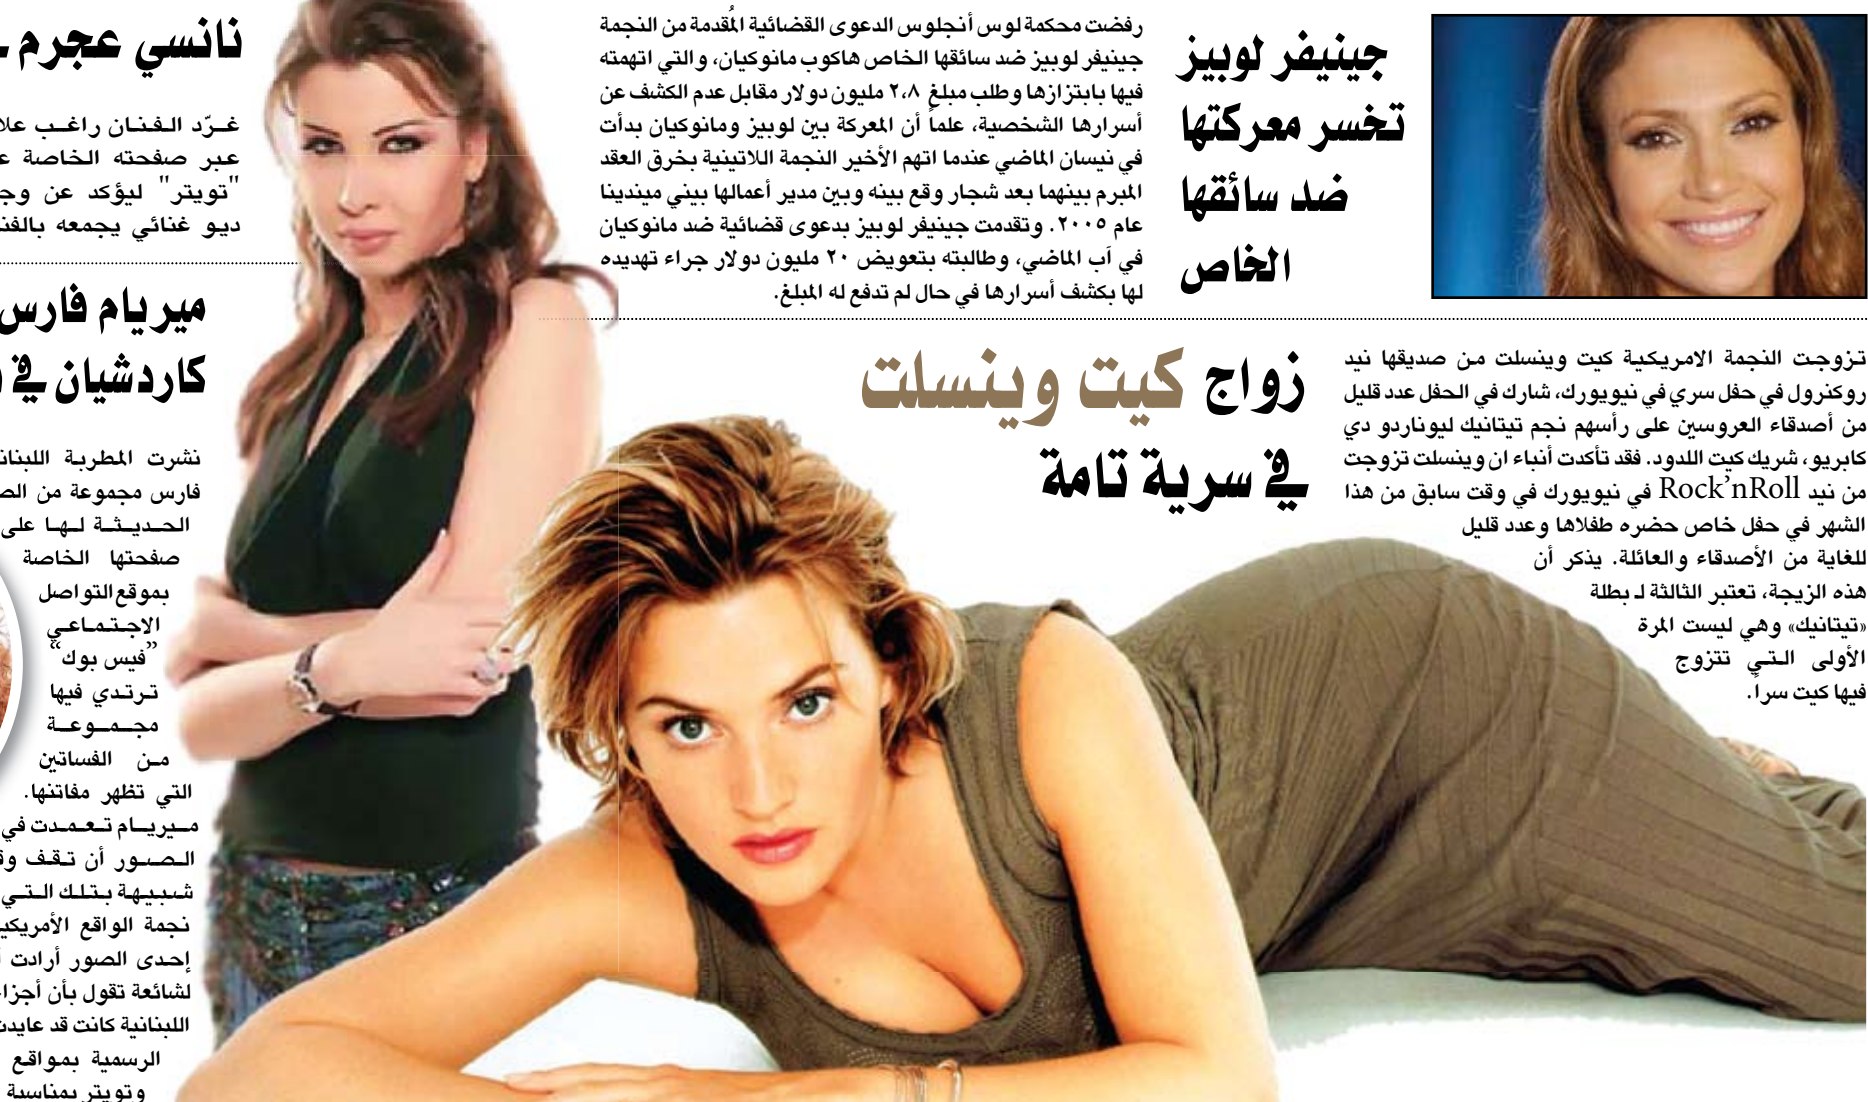 جينيفر لوبيز
تخسر معركتها
ضد سائقها
الخاص
رفضت محكمة لوس أنجلوس الدعوى القضائية المُقدمة من النجمة
جينيفر لوبيز ضد سائقها الخاص هاكوب مانوكيان، والتي اتهمته
فيها بابتزازها وطلب مبلغ ٢،٨ مليون دولار مقابل عدم الكشف عن
أسرارها الشخصية، علماً أن المعركة بين لوبيز ومانوكيان بدأت
في نيسان الماضي عندما اتهم الأخير النجمة اللاتينية بخرق العقد
المبرم بينهما بعد شجار وقع بينه وبين مدير أعمالها بيني ميندينا
عام ٢٠٠٥. وتقدمت جينيفر لوبيز بدعوى قضائية ضد مانوكيان
في آب الماضي، وطالبته بتعويض ٢٠ مليون دولار جراء تهديده
لها بكشف أسرارها في حال لم تدفع له المبلغ.
زواج كيت وينسلت
في سرية تامة
تزوجت النجمة الامريكية كيت وينسلت من صديقها نيد
روكنرول في حفل سري في نيويورك، شارك في الحفل عدد قليل
من أصدقاء العروسين على رأسهم نجم تيتانيك ليوناردو دي
كابريو، شريك كيت اللدود. فقد تأكدت أنباء ان وينسلت تزوجت
من نيد Rock’nRoll في نيويورك في وقت سابق من هذا
الشهر في حفل خاص حضره طفلاها وعدد قليل
للغاية من الأصدقاء والعائلة. يذكر أن
هذه الزيجة، تعتبر الثالثة لـ بطلة
«تيتانيك» وهي ليست المرة
الأولى التي تتزوج
فيها كيت سراً.
نانسي عجرم
غرّد الفنان راغب
عبر صفحته الخاصة
"تويتر" ليؤكد عن
ديو غنائي يجمعه
ميريام فارس
كاردشيان في
نشرت المطربة
فارس مجموعة من
الحديثة لها على
صفحتها الخاصة
بموقع التواصل
الاجتماعي
“فيس بوك”
ترتدي فيها
مجموعة
من الفساتين
التي تظهر مفاتنها.
ميريام تعمدت في
الصور أن تقف
شبيهة بتلك التي
نجمة الواقع
إحدى الصور أرادت
لشائعة تقول بأن
اللبنانية كانت قد
الرسمية بمواقع
وتويتر بمناسبة